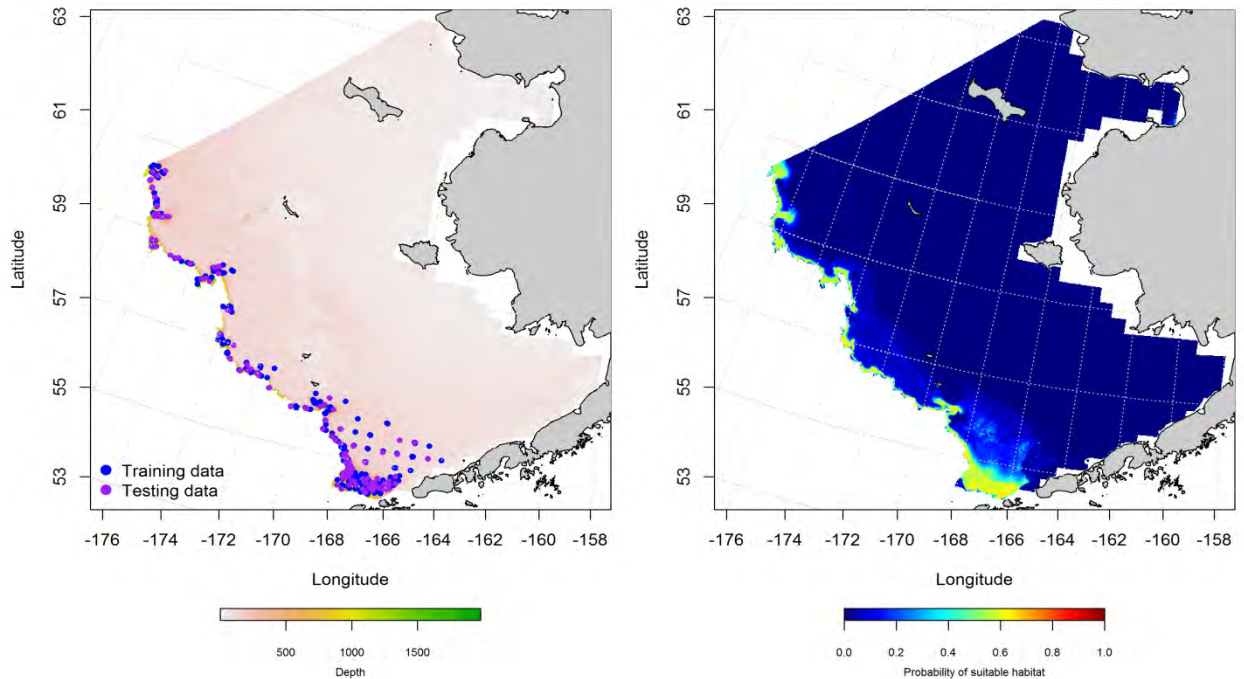 63
61
59
57
55
53
Latitude
Training data
Testing data
-176 -174 -172 -170 -168 -166 -164 -162 -160 -158
Longitude
500 1000 1500
Depth
63
61
59
57
55
53
Latitude
-176 -174 -172 -170 -168 -166 -164 -162 -160 -158
Longitude
0.0 0.2 0.4 0.6 0.8 1.0
Probability of suitable habitat